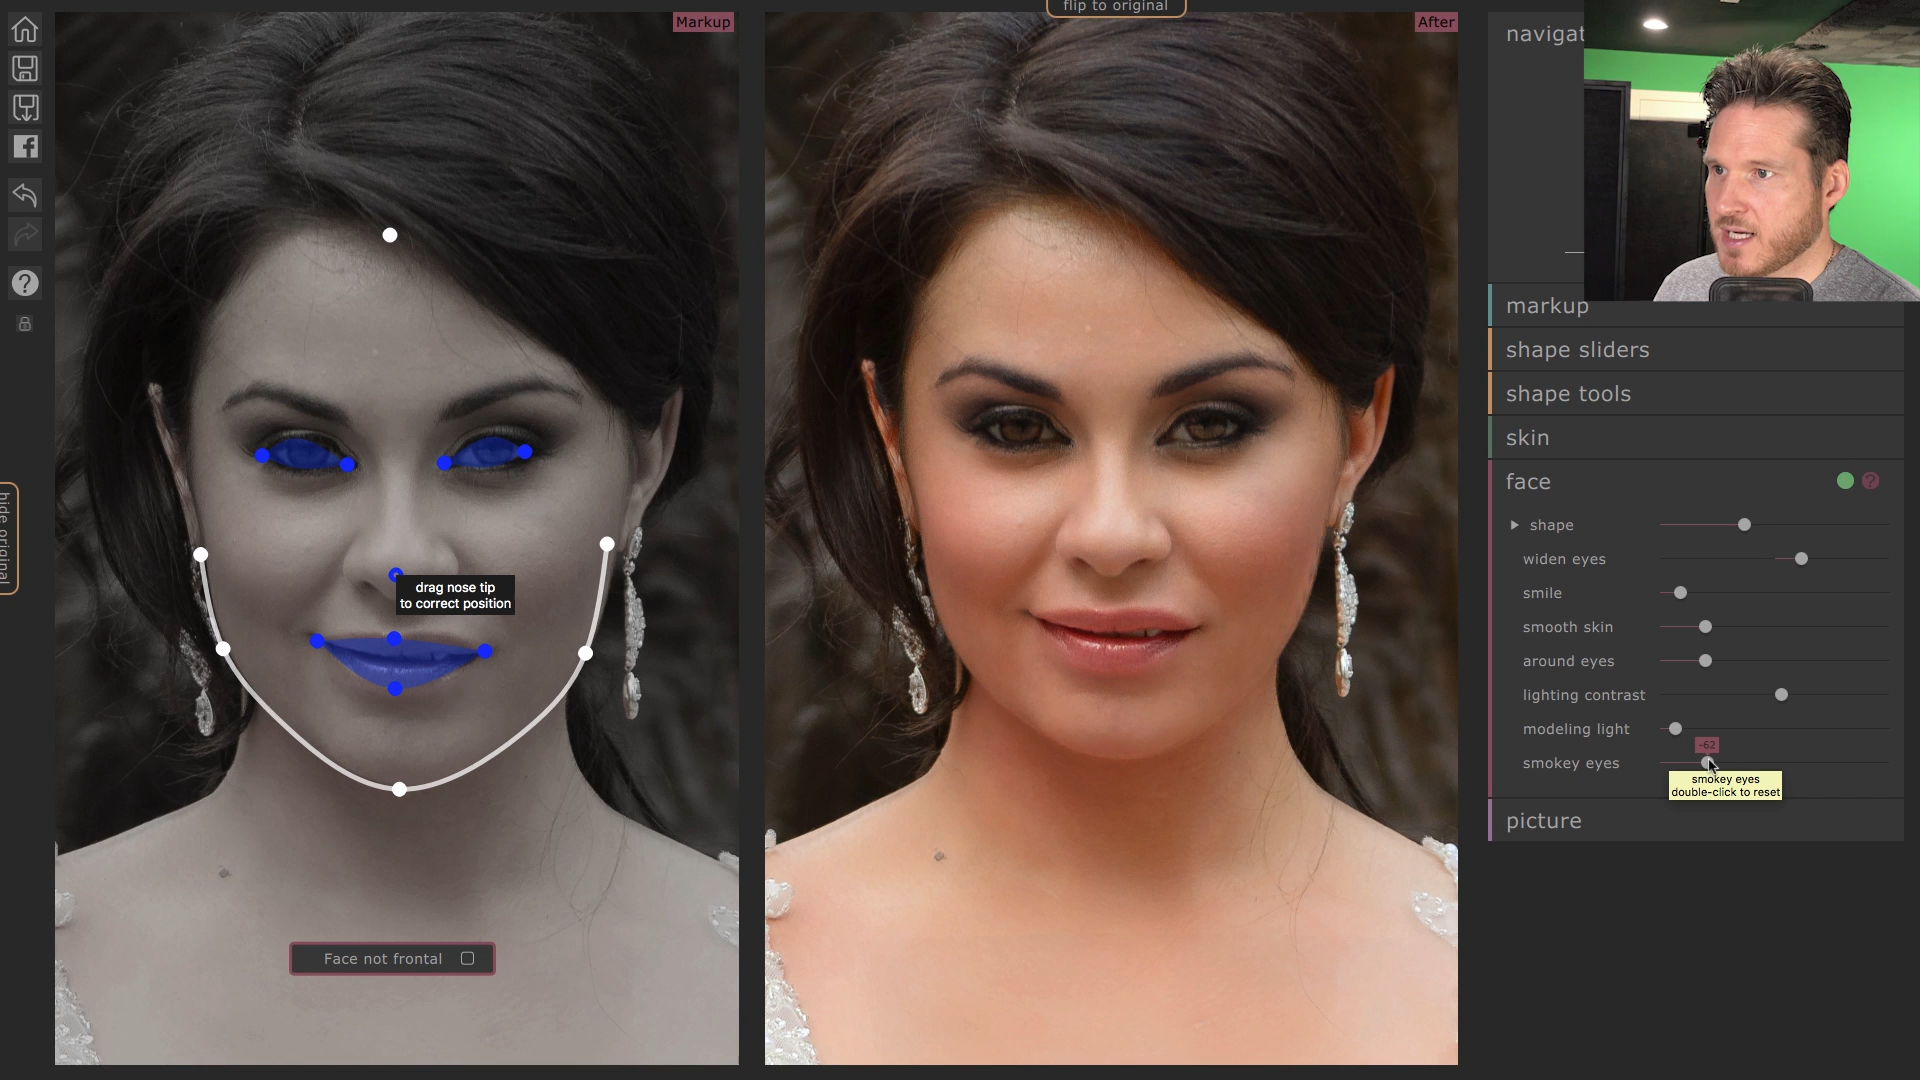 flip to original
Markup
After
navigat
hide original
markup
shape sliders
shape tools
skin
face
?
shape
widen eyes
smile
smooth skin
around eyes
lighting contrast
modeling light
-62
smokey eyes
smokey eyes
double-click to reset
picture
drag nose tip
to correct position
Face not frontal
?